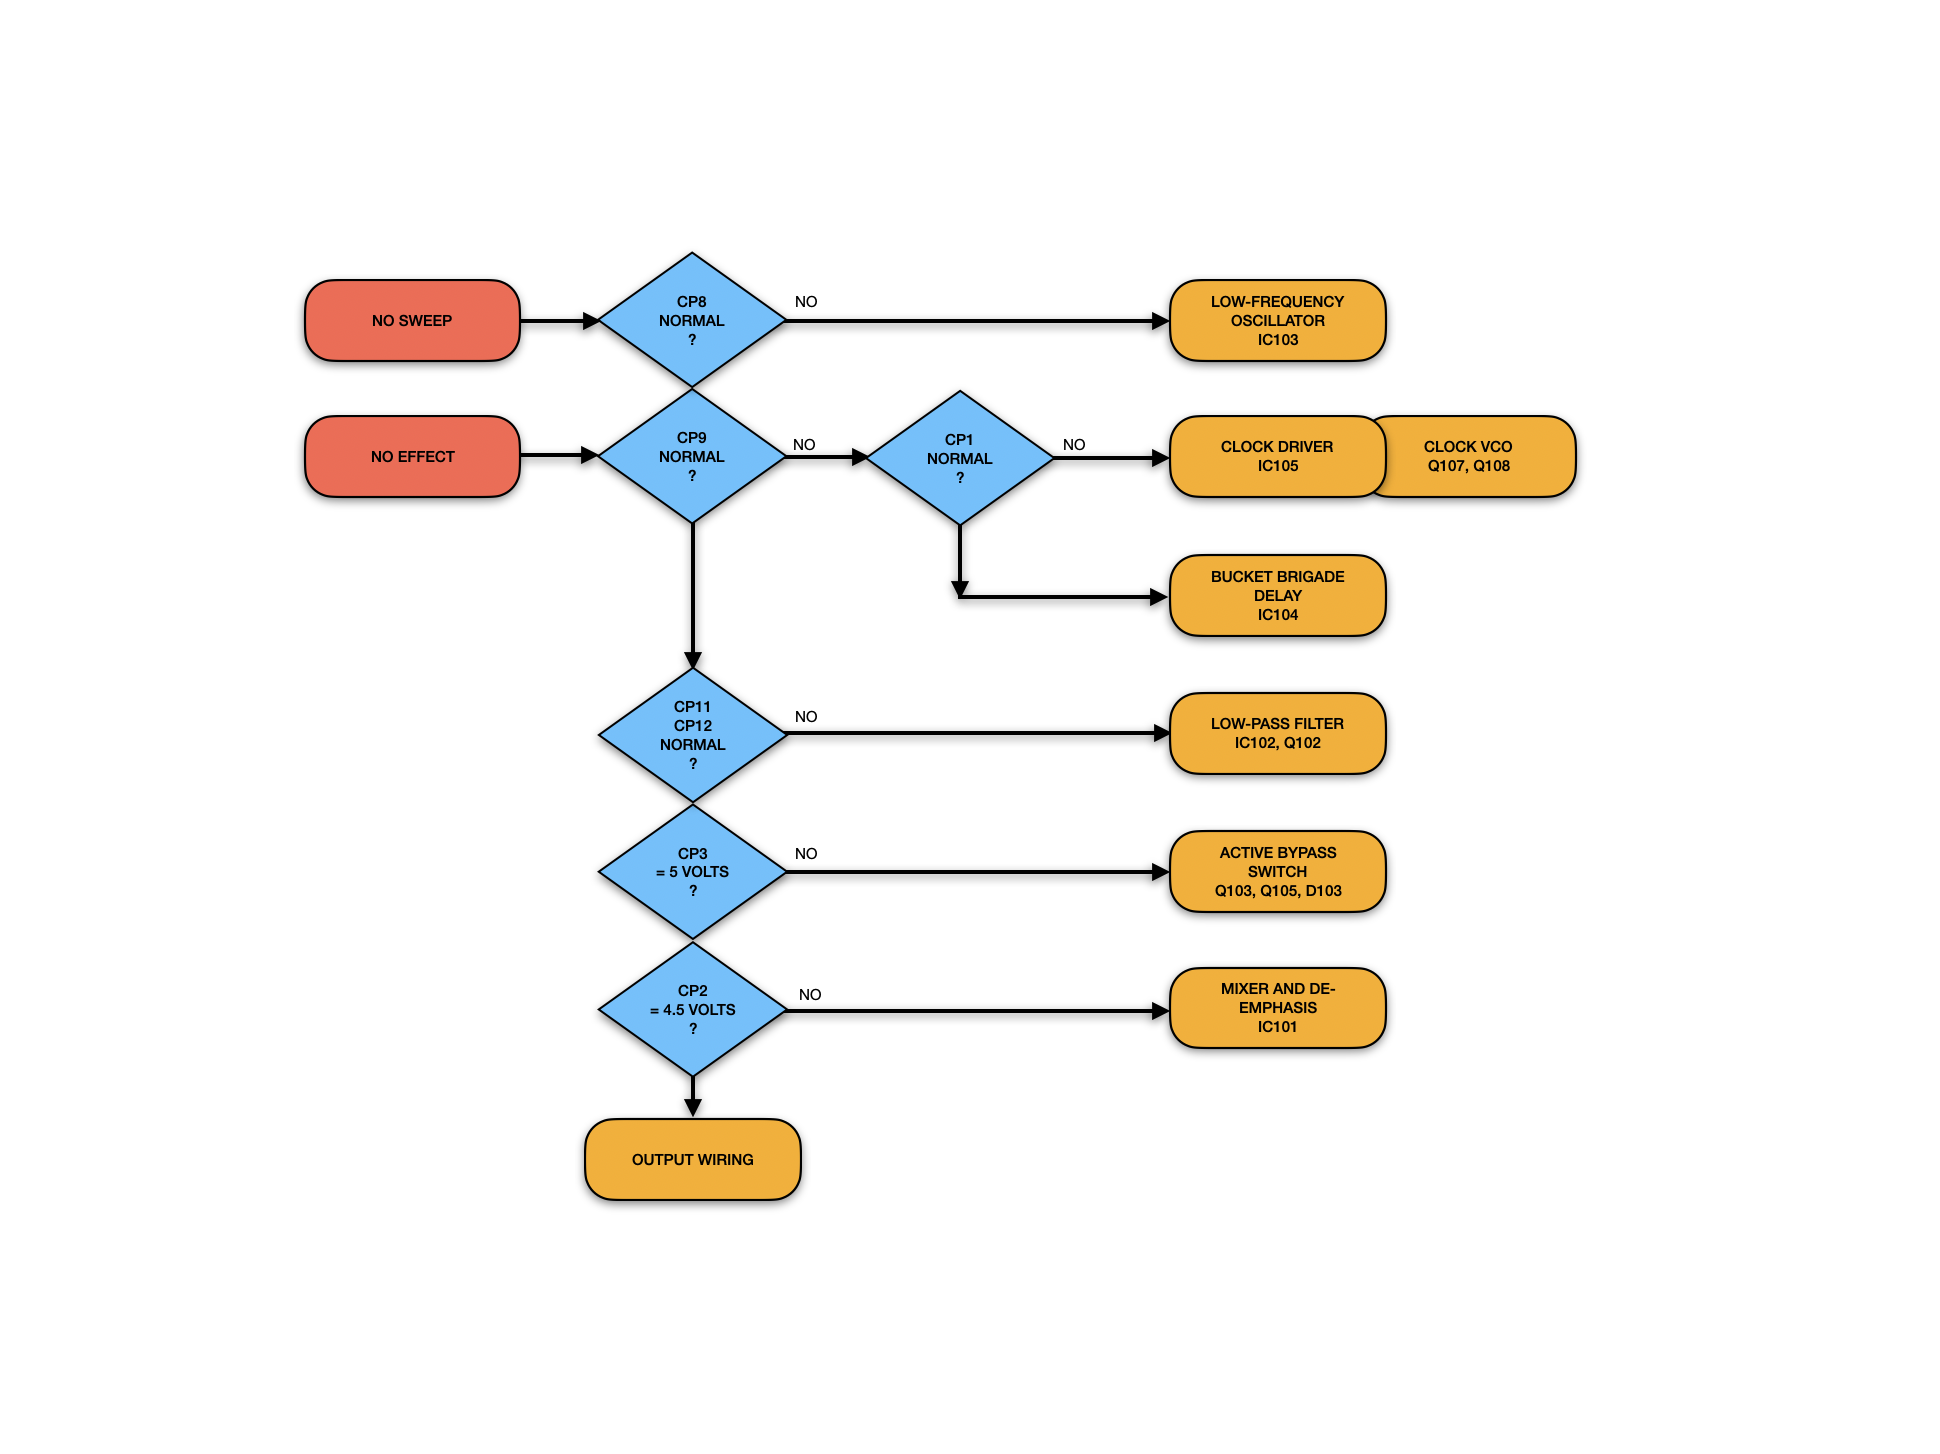 NO SWEEP
CP8
NORMAL
?
NO
LOW-FREQUENCY
OSCILLATOR
IC103
NO EFFECT
CP9
NORMAL
?
NO
CP1
NORMAL
?
NO
CLOCK DRIVER
IC105
CLOCK VCO
Q107, Q108
BUCKET BRIGADE
DELAY
IC104
CP11
CP12
NORMAL
?
NO
LOW-PASS FILTER
IC102, Q102
CP3
= 5 VOLTS
?
NO
ACTIVE BYPASS
SWITCH
Q103, Q105, D103
CP2
= 4.5 VOLTS
?
NO
MIXER AND DE-
EMPHASIS
IC101
OUTPUT WIRING